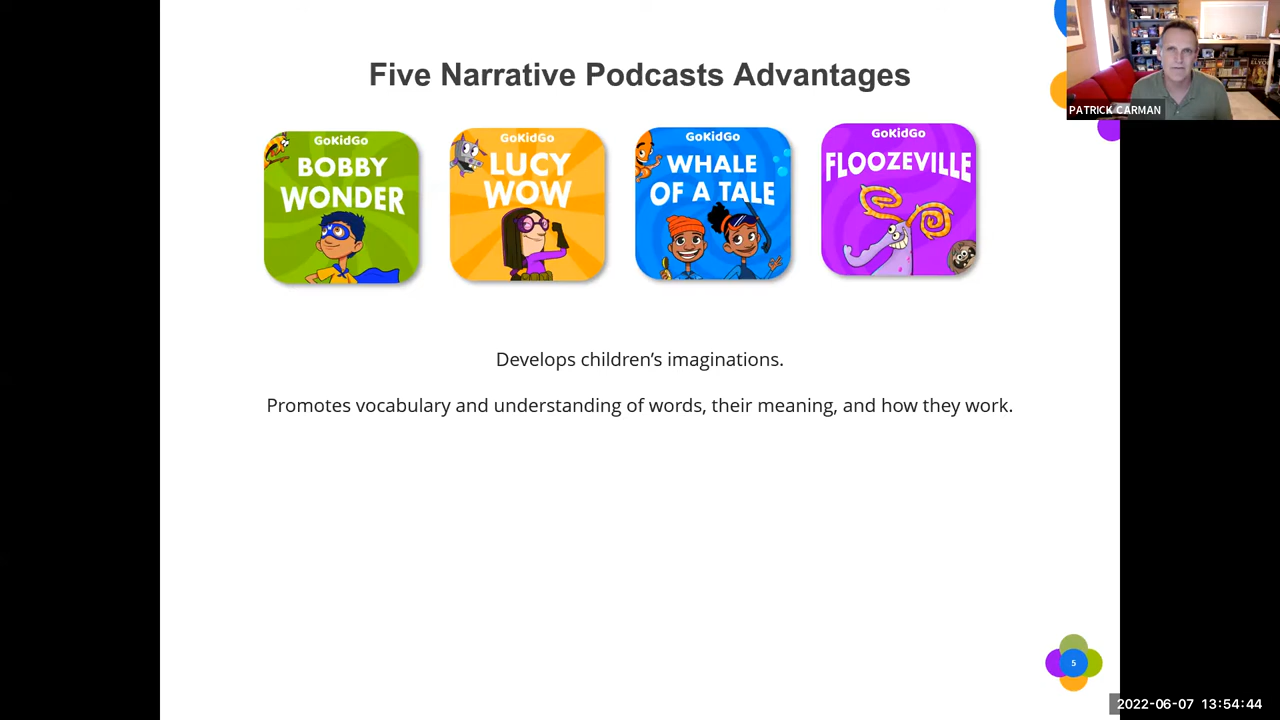 Five Narrative Podcasts Advantages
PATRICK CARMAN
GoKidGo
BOBBY
WONDER
GoKidGo
LUCY
WOW
GoKidGo
WHALE
OF A TALE
GoKidGo
FLOOZEVILLE
Develops children’s imaginations.
Promotes vocabulary and understanding of words, their meaning, and how they work.
5
2022-06-07 13:54:44